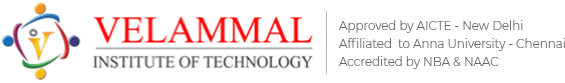 V
VELAMMAL
INSTITUTE OF TECHNOLOGY
Approved by AICTE - New Delhi
Affiliated to Anna University - Chennai
Accredited by NBA & NAAC